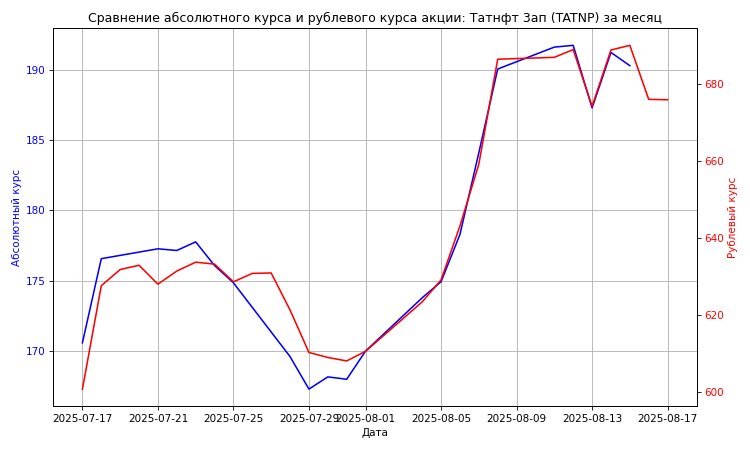 Сравнение абсолютного курса и рублевого курса акции: Татнфт 3ап (TATNP) за месяц
190
185
180
175
170
Абсолютный курс
680
660
640
620
600
Рублевый курс
2025-07-17 2025-07-21 2025-07-25 2025-07-29 2025-08-01 2025-08-05 2025-08-09 2025-08-13 2025-08-17
Дата